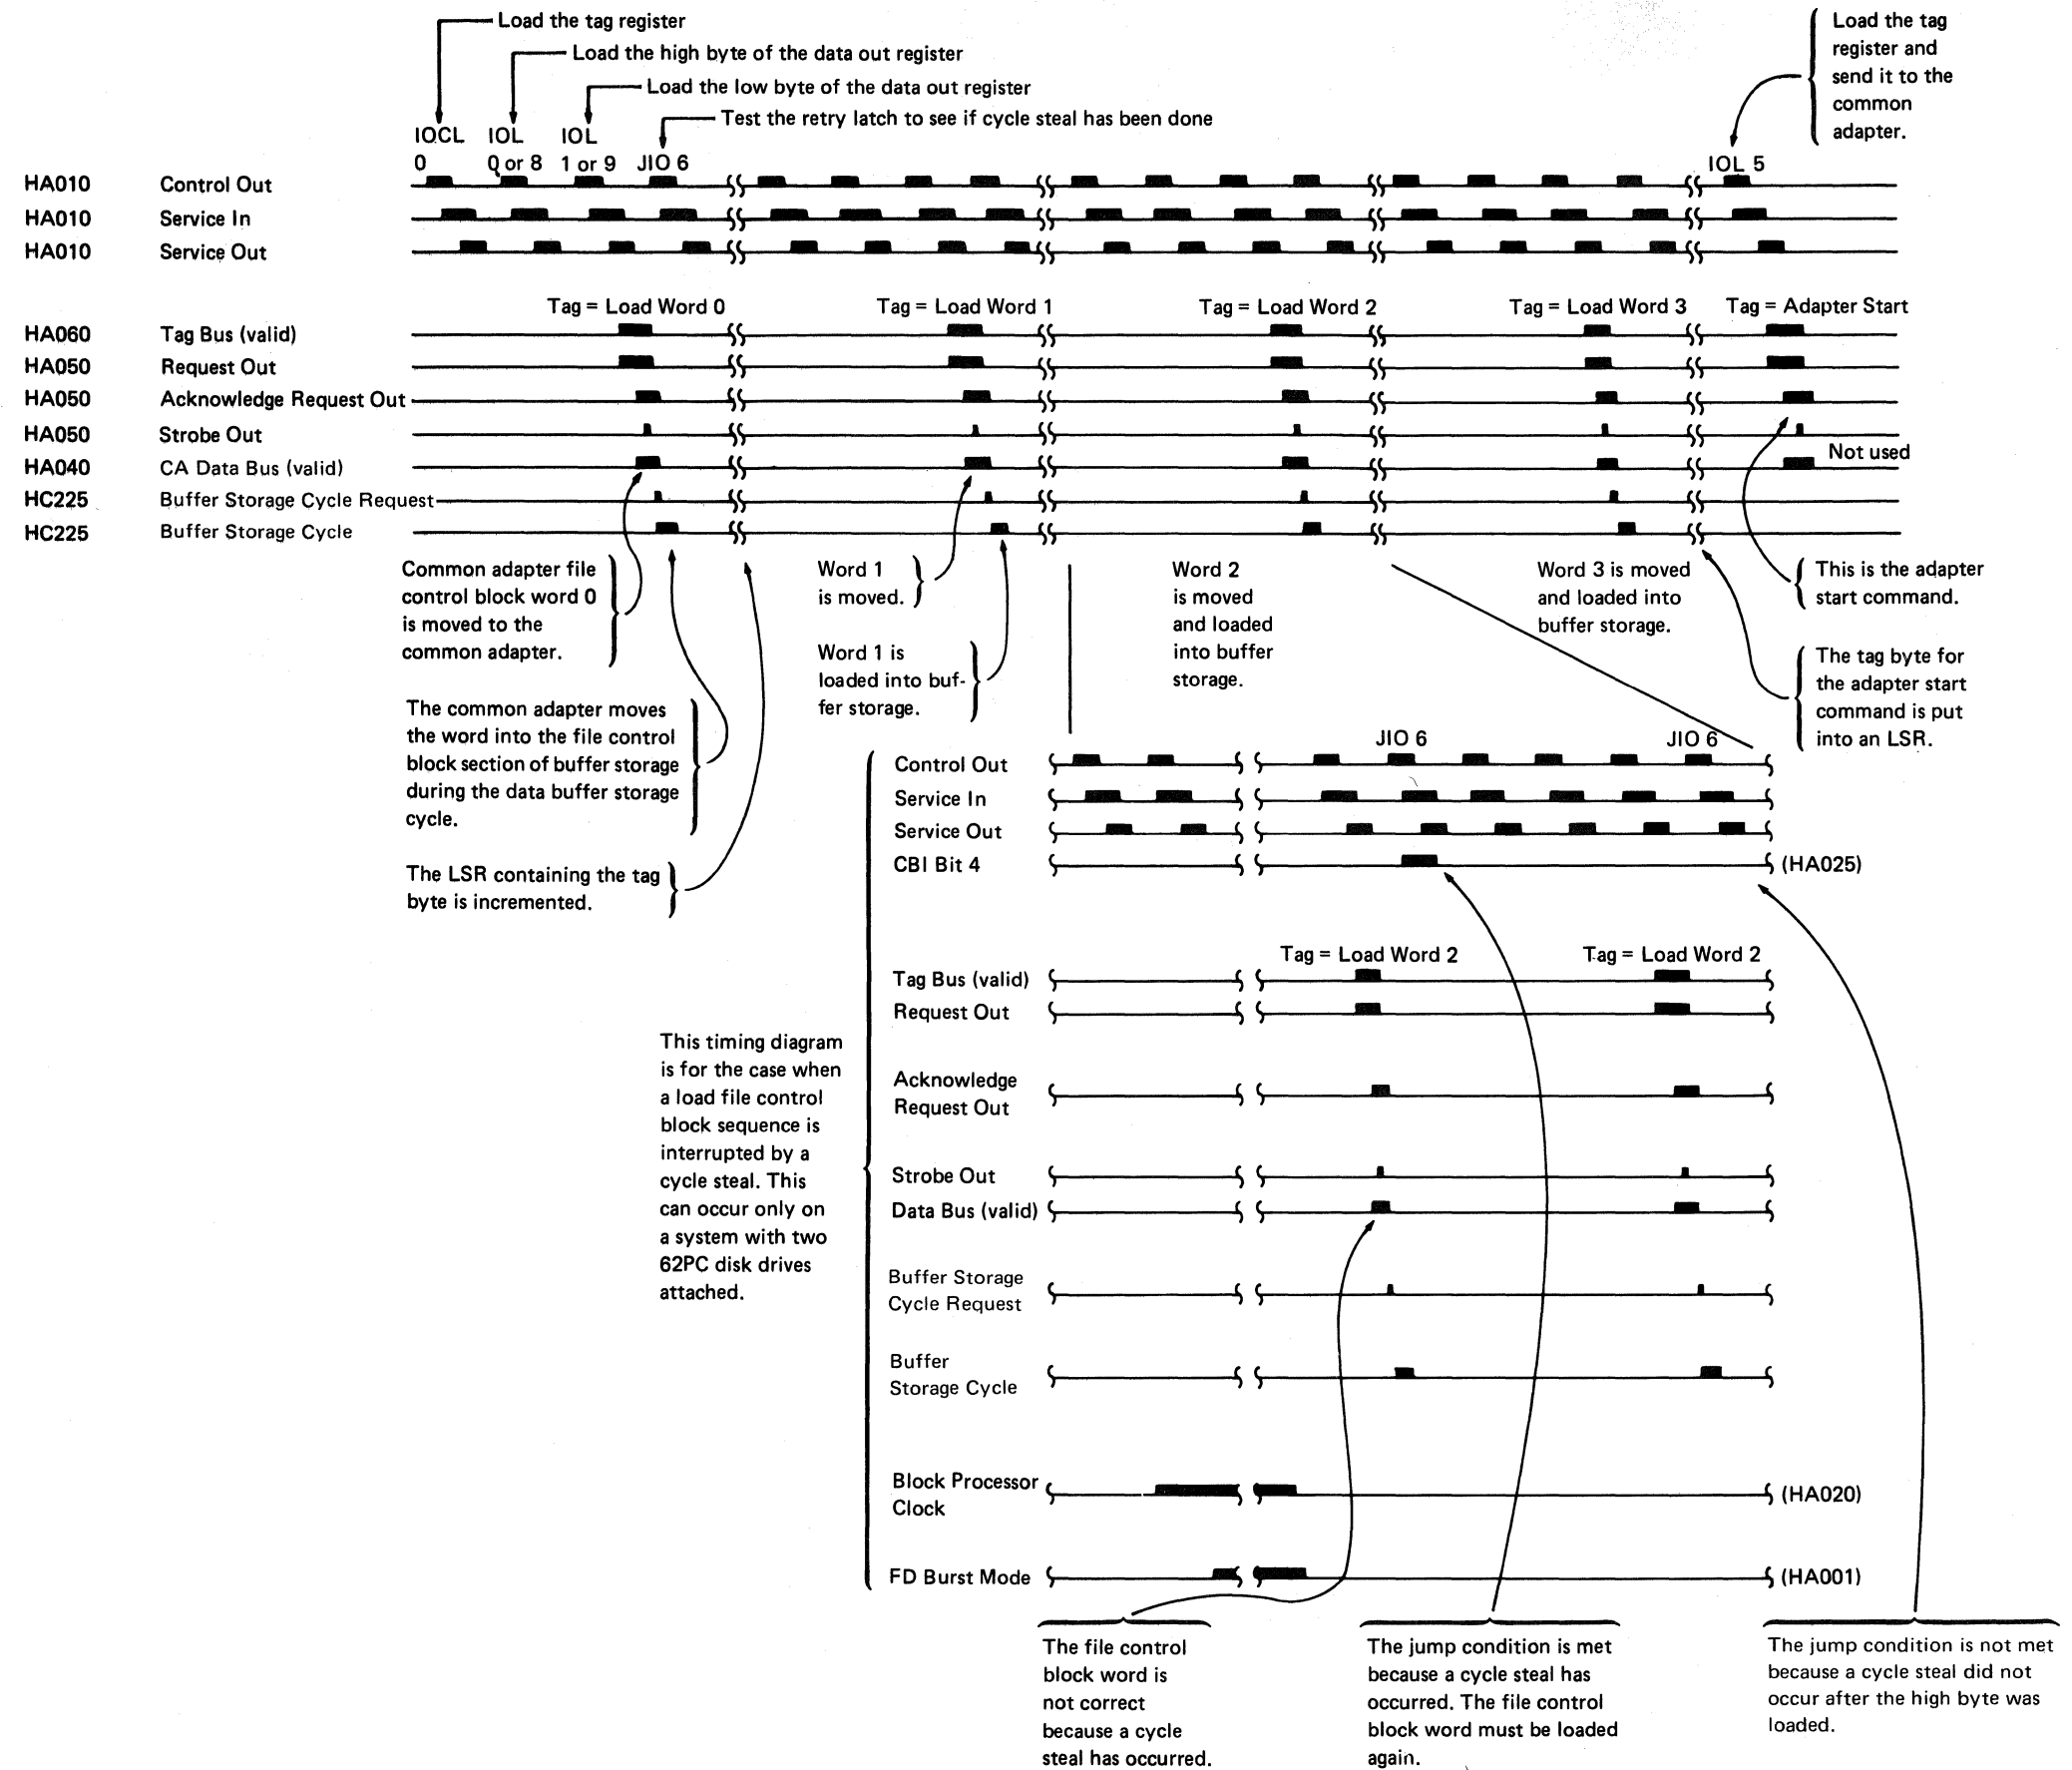 Load the tag register
Load the high byte of the data out register
Load the low byte of the data out register
Test the retry latch to see if cycle steal has been done
Load the tag
register and
send it to the
common
adapter.
IOCL IOL IOL
0 0 or 8 1 or 9 JIO 6 IOL 5
HA010 Control Out
HA010 Service In
HA010 Service Out
Tag = Load Word 0 Tag = Load Word 1 Tag = Load Word 2 Tag = Load Word 3 Tag = Adapter Start
HA060 Tag Bus (valid)
HA050 Request Out
HA050 Acknowledge Request Out
HA050 Strobe Out
Not used
HA040 CA Data Bus (valid)
HC225 Buffer Storage Cycle Request
HC225 Buffer Storage Cycle
Common adapter file
control block word 0
is moved to the
common adapter.
The common adapter moves
the word into the file control
block section of buffer storage
during the data buffer storage
cycle.
The LSR containing the tag
byte is incremented.
Word 1
is moved.
Word 1 is
loaded into buf-
fer storage.
Word 2
is moved
and loaded
into buffer
storage.
Word 3 is moved
and loaded into
buffer storage.
This is the adapter
start command.
The tag byte for
the adapter start
command is put
into an LSR.
JIO 6 JIO 6
Control Out
Service In
Service Out
CBI Bit 4 (HA025)
Tag = Load Word 2 Tag = Load Word 2
Tag Bus (valid)
Request Out
This timing diagram
is for the case when
a load file control
block sequence is
interrupted by a
cycle steal. This
can occur only on
a system with two
62PC disk drives
attached.
Acknowledge
Request Out
Strobe Out
Data Bus (valid)
Buffer Storage
Cycle Request
Buffer
Storage Cycle
Block Processor
Clock
(HA020)
FD Burst Mode (HA001)
The file control
block word is
not correct
because a cycle
steal has occurred.
The jump condition is met
because a cycle steal has
occurred. The file control
block word must be loaded
again.
The jump condition is not met
because a cycle steal did not
occur after the high byte was
loaded.